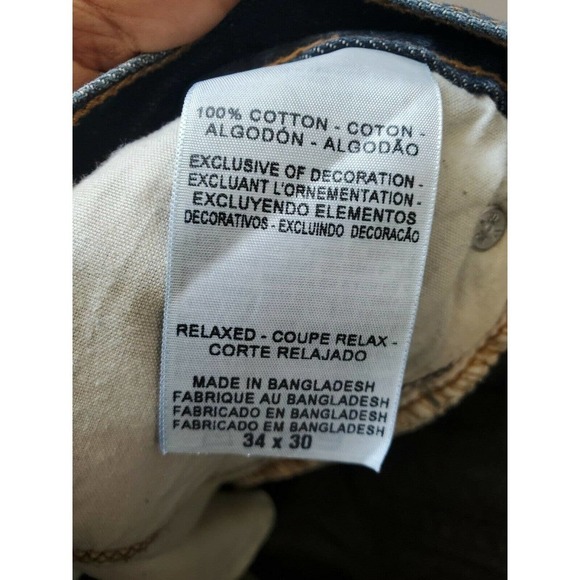 100% COTTON - COTON -
ALGODÓN - ALGODÃO
EXCLUSIVE OF DECORATION -
EXCLUANT L'ORNEMENTATION -
EXCLUYENDO ELEMENTOS
DECORATIVOS - EXCLUINDO DECORACÃO
RELAXED - COUPE RELAX -
CORTE RELAJADO
MADE IN BANGLADESH
FABRIQUE AU BANGLADESH
FABRICADO EN BANGLADESH
FABRICADO EM BANGLADESH
34 x 30